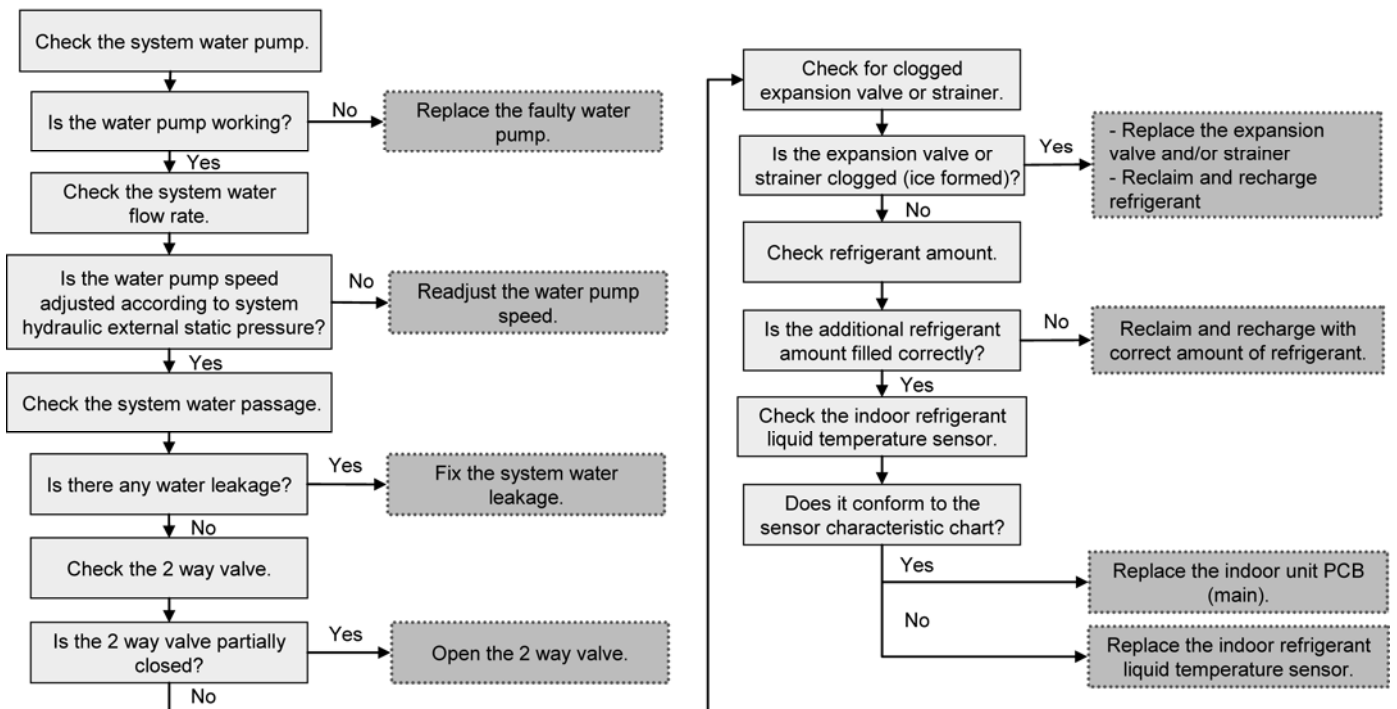 Check the system water pump.
Is the water pump working?
No
Replace the faulty water
pump.
Yes
Check the system water
flow rate.
Is the water pump speed
adjusted according to system
hydraulic external static pressure?
No
Readjust the water pump
speed.
Yes
Check the system water passage.
Is there any water leakage?
Yes
Fix the system water
leakage.
No
Check the 2 way valve.
Is the 2 way valve partially
closed?
Yes
Open the 2 way valve.
No
Check for clogged
expansion valve or strainer.
Is the expansion valve or
strainer clogged (ice formed)?
Yes
- Replace the expansion
valve and/or strainer
- Reclaim and recharge
refrigerant
No
Check refrigerant amount.
Is the additional refrigerant
amount filled correctly?
No
Reclaim and recharge with
correct amount of refrigerant.
Yes
Check the indoor refrigerant
liquid temperature sensor.
Does it conform to the
sensor characteristic chart?
Yes
Replace the indoor unit PCB
(main).
No
Replace the indoor refrigerant
liquid temperature sensor.